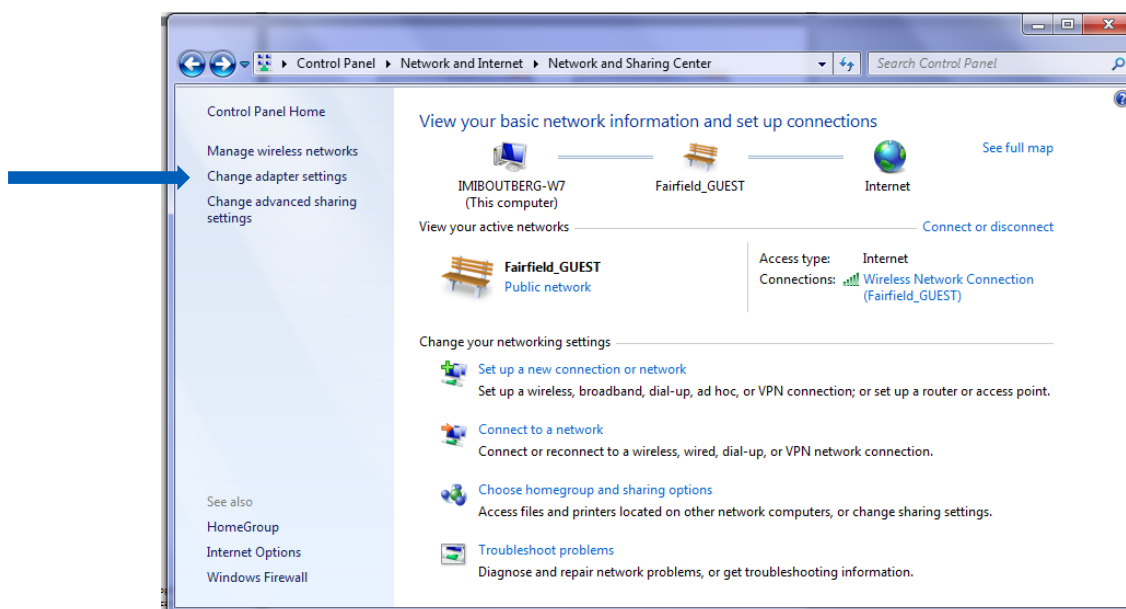 Control Panel ▸ Network and Internet ▸ Network and Sharing Center
Search Control Panel
Control Panel Home
Manage wireless networks
Change adapter settings
Change advanced sharing
settings
See also
HomeGroup
Internet Options
Windows Firewall
View your basic network information and set up connections
See full map
IMIBOUTBERG-W7
(This computer)
Fairfield_GUEST
Internet
View your active networks
Connect or disconnect
Fairfield_GUEST
Public network
Access type: Internet
Connections: Wireless Network Connection
(Fairfield_GUEST)
Change your networking settings
Set up a new connection or network
Set up a wireless, broadband, dial-up, ad hoc, or VPN connection; or set up a router or access point.
Connect to a network
Connect or reconnect to a wireless, wired, dial-up, or VPN network connection.
Choose homegroup and sharing options
Access files and printers located on other network computers, or change sharing settings.
Troubleshoot problems
Diagnose and repair network problems, or get troubleshooting information.